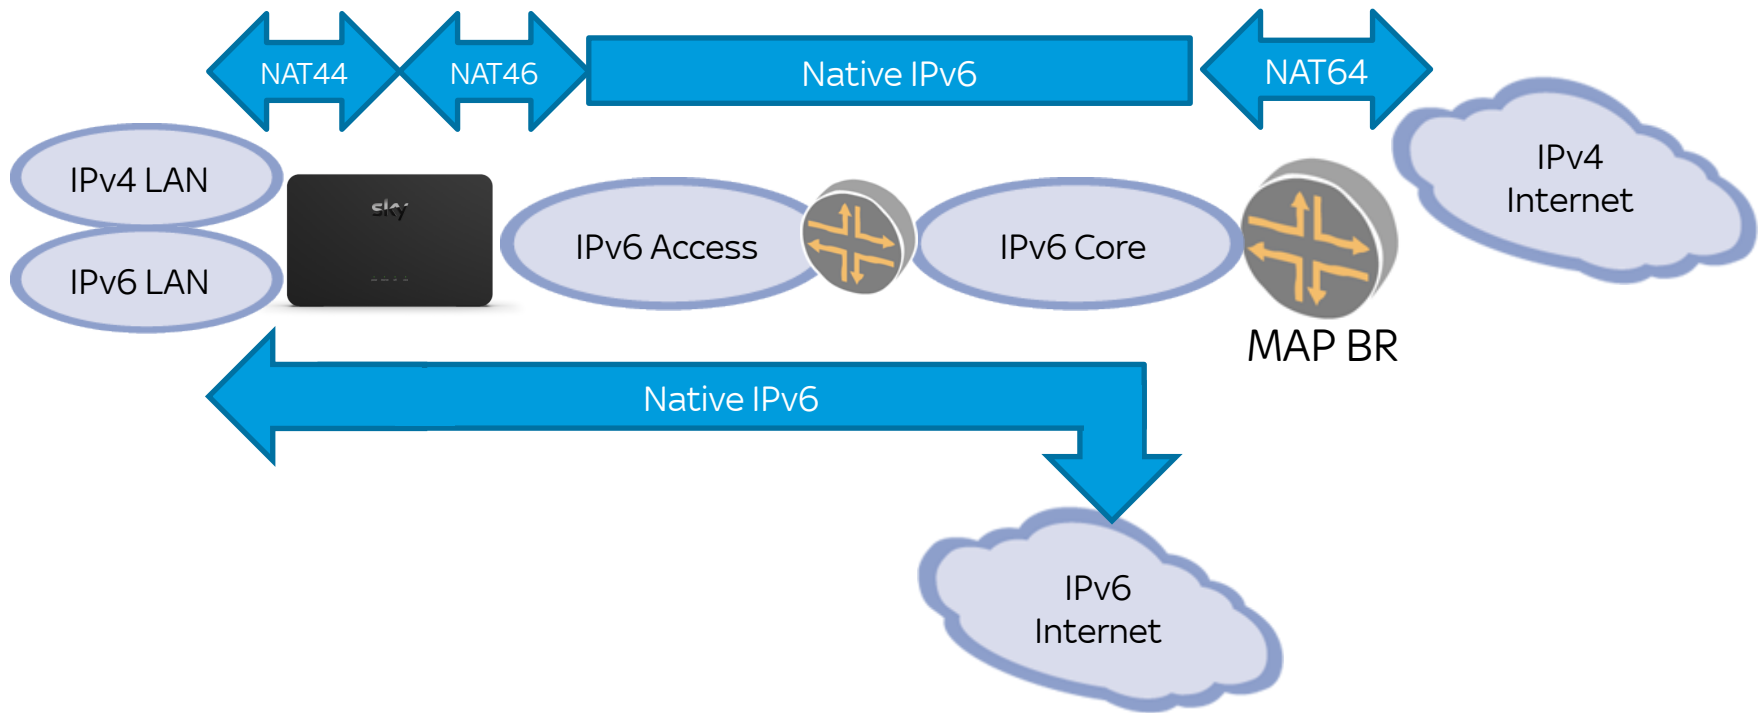 NAT44
NAT46
Native IPv6
NAT64
IPv4 LAN
IPv6 LAN
sky
IPv6 Access
IPv6 Core
MAP BR
IPv4
Internet
Native IPv6
IPv6
Internet